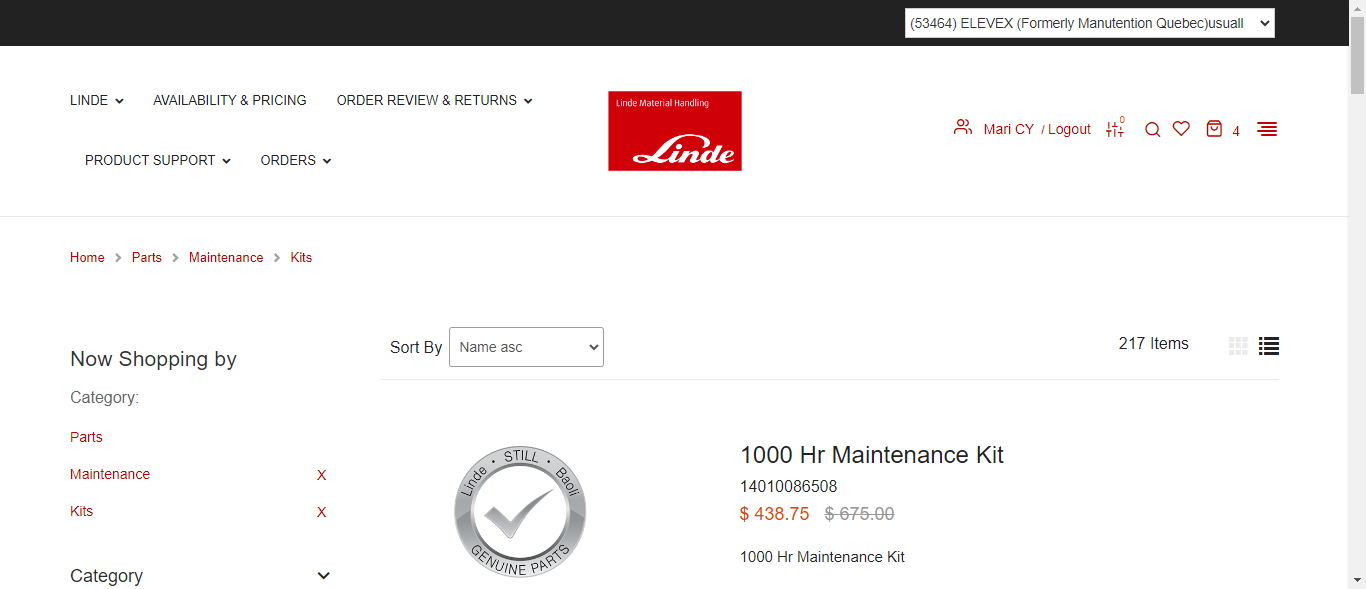 (53464) ELEVEX (Formerly Manutention Quebec)usuall
LINDE
AVAILABILITY & PRICING
ORDER REVIEW & RETURNS
PRODUCT SUPPORT
ORDERS
Linde Material Handling
Linde
Mari CY / Logout
0
4
Home > Parts > Maintenance > Kits
Now Shopping by
Category:
Parts
Maintenance X
Kits X
Category
Sort By Name asc
217 Items
Linde • STILL • Baoli
GENUINE PARTS
1000 Hr Maintenance Kit
14010086508
$ 438.75 $ 675.00
1000 Hr Maintenance Kit